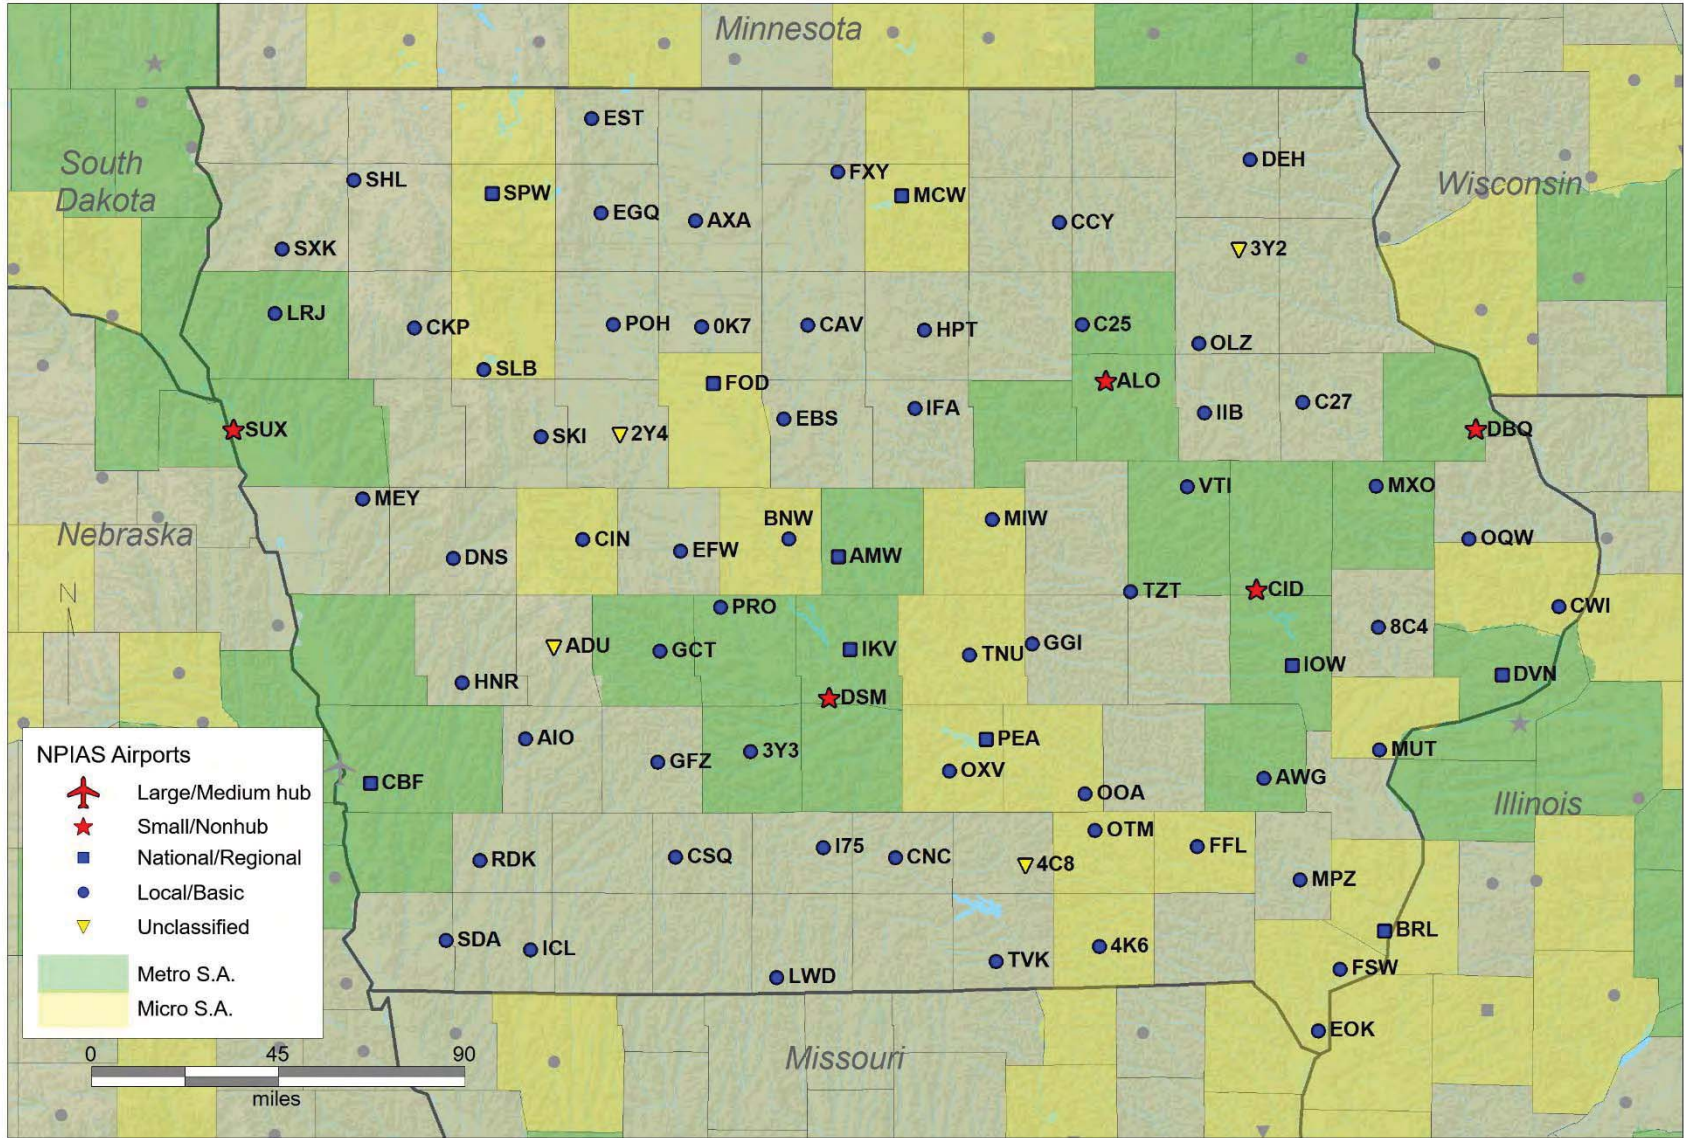 Minnesota
EST
DEH
South
Dakota
SHL
FXY
SPW
MCW
Wisconsin
EGQ
AXA
CCY
SXK
3Y2
LRJ
CKP
POH
0K7
CAV
HPT
C25
OLZ
SLB
FOD
ALO
IFA
C27
EBS
IIB
SUX
SKI
2Y4
DBQ
MEY
VTI
MXO
BNW
MIW
Nebraska
CIN
EFW
AMW
OQW
DNS
TZT
CID
N
PRO
CWI
8C4
ADU
GCT
IKV
TNU
GGI
IOW
HNR
DVN
DSM
AIO
GFZ
3Y3
PEA
MUT
OXV
CBF
AWG
OOA
Illinois
OTM
RDK
CSQ
I75
CNC
4C8
FFL
MPZ
BRL
SDA
ICL
4K6
TVK
FSW
LWD
EOK
Missouri
NPIAS Airports
Large/Medium hub
Small/Nonhub
National/Regional
Local/Basic
Unclassified
Metro S.A.
Micro S.A.
0 45 90
miles